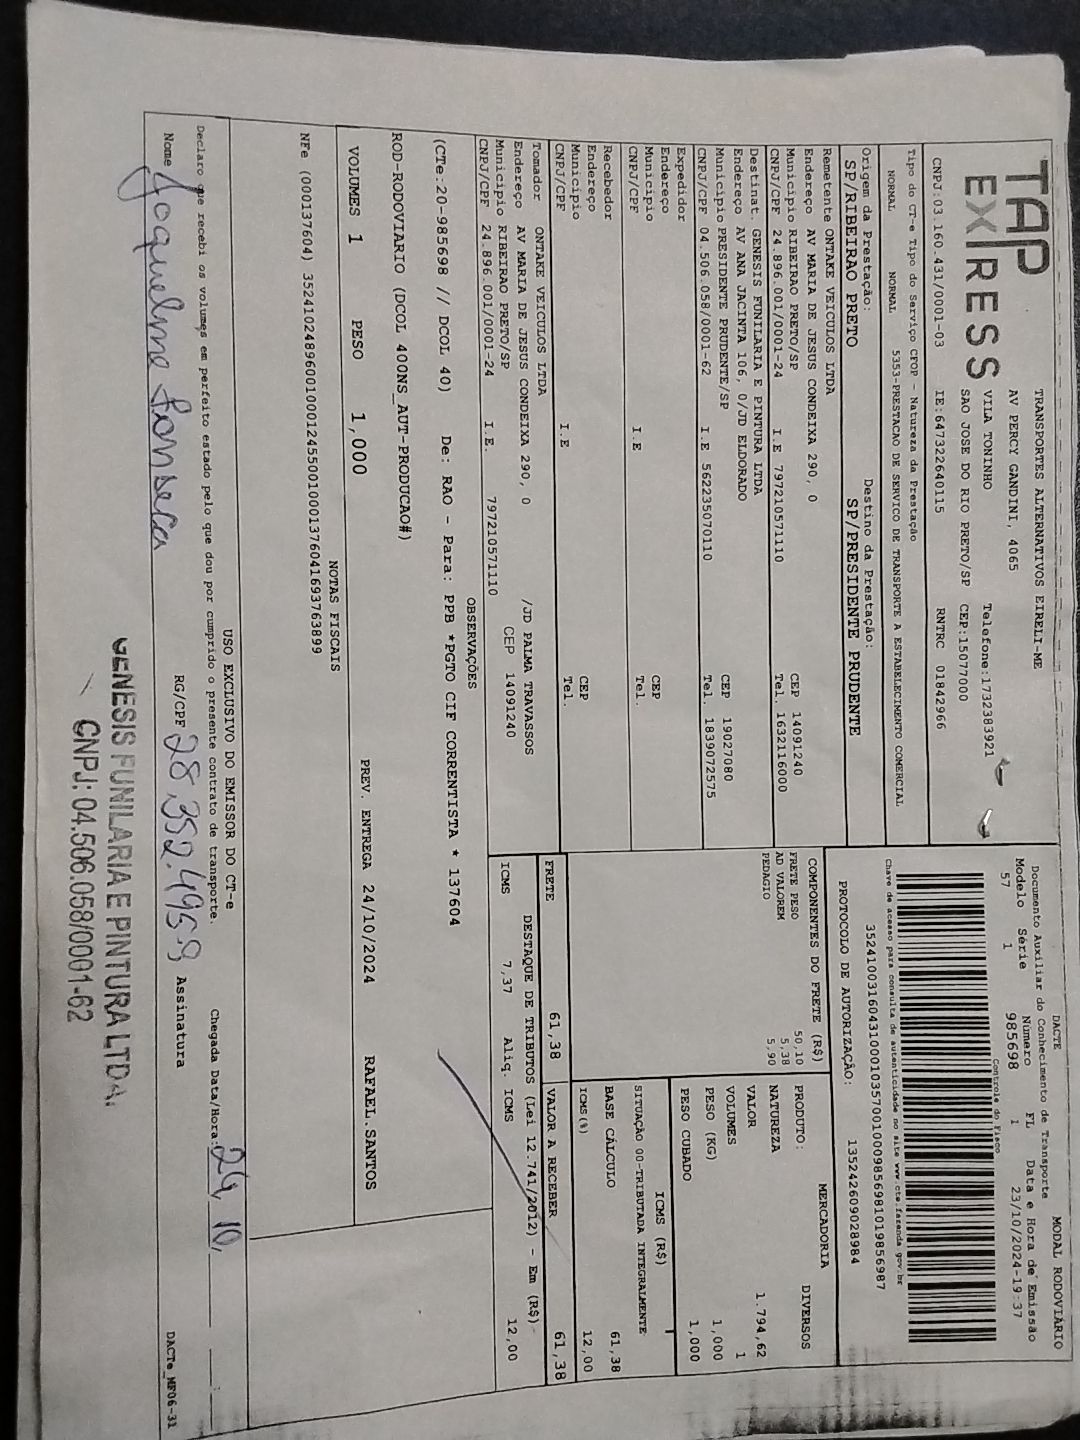 TAP
EXPRESS
TRANSPORTES ALTERNATIVOS EIRELI-ME
AV PERCY GANDINI, 4065
VILA TONINHO Telefone:1732383921
SAO JOSE DO RIO PRETO/SP CEP:15077000
CNPJ:03.160.431/0001-03 IE:647322640115 RNTRC 01842966
Tipo do CT-e Tipo do Serviço CFOP - Natureza da Prestação
NORMAL NORMAL 5353-PRESTACAO DE SERVICO DE TRANSPORTE A ESTABELECIMENTO COMERCIAL
Origem da Prestação: Destino da Prestação:
SP/RIBEIRAO PRETO SP/PRESIDENTE PRUDENTE
DACTE MODAL RODOVIÁRIO
Documento Auxiliar do Conhecimento de Transporte
Modelo Série Número FL Data e Hora de Emissão
57 1 985698 1 23/10/2024-19:37
Controle do Fisco
Chave de acesso para consulta de autenticidade no site www.cte.fazenda.gov.br
35241003160431000103570010009856981019856987
PROTOCOLO DE AUTORIZAÇÃO: 135242609028984
Remetente ONTAKE VEICULOS LTDA
Endereço AV MARIA DE JESUS CONDEIXA 290, 0
Município RIBEIRAO PRETO/SP CEP 14091240
CNPJ/CPF 24.896.001/0001-24 I.E 797210571110 Tel. 1632116000
Destinat. GENESIS FUNILARIA E PINTURA LTDA
Endereço AV ANA JACINTA 106, 0/JD ELDORADO
Município PRESIDENTE PRUDENTE/SP CEP 19027080
CNPJ/CPF 04.506.058/0001-62 I.E 562235070110 Tel. 1839072575
Expedidor
Endereço
Município CEP
CNPJ/CPF I.E Tel.
Recebedor
Endereço
Município CEP
CNPJ/CPF I.E Tel.
Tomador ONTAKE VEICULOS LTDA
Endereço AV MARIA DE JESUS CONDEIXA 290, 0 /JD PALMA TRAVASSOS
Município RIBEIRAO PRETO/SP CEP 14091240
CNPJ/CPF 24.896.001/0001-24 I.E. 797210571110
COMPONENTES DO FRETE (R$)
FRETE PESO 50,10
AD VALOREM 5,38
PEDAGIO 5,90
MERCADORIA
PRODUTO: DIVERSOS
NATUREZA
VALOR 1.794,62
VOLUMES 1
PESO (KG) 1,000
PESO CUBADO 1,000
ICMS (R$)
SITUAÇÃO 00-TRIBUTADA INTEGRALMENTE
BASE CÁLCULO 61,38
ICMS(%) 12,00
FRETE 61,38 VALOR A RECEBER 61,38
DESTAQUE DE TRIBUTOS (Lei 12.741/2012) - Em (R$)
ICMS 7,37 Aliq. ICMS 12,00
OBSERVAÇÕES
(CTe:20-985698 // DCOL 40) De: RAO - Para: PPB *PGTO CIF CORRENTISTA * 137604
ROD-RODOVIARIO (DCOL 400NS_AUT-PRODUCAO#)
VOLUMES 1 PESO 1,000 PREV. ENTREGA 24/10/2024 RAFAEL.SANTOS
NOTAS FISCAIS
NFe (000137604) 35241024896001000124550010001376041693763899
USO EXCLUSIVO DO EMISSOR DO CT-e
Declaro que recebi os volumes em perfeito estado pelo que dou por cumprido o presente contrato de transporte. Chegada Data/Hora: 24, 10,
Nome Jaqueline Fonseca RG/CPF 28.352.495-9 Assinatura DACTe_MF06-31
GENESIS FUNILARIA E PINTURA LTDA.
CNPJ: 04.506.058/0001-62